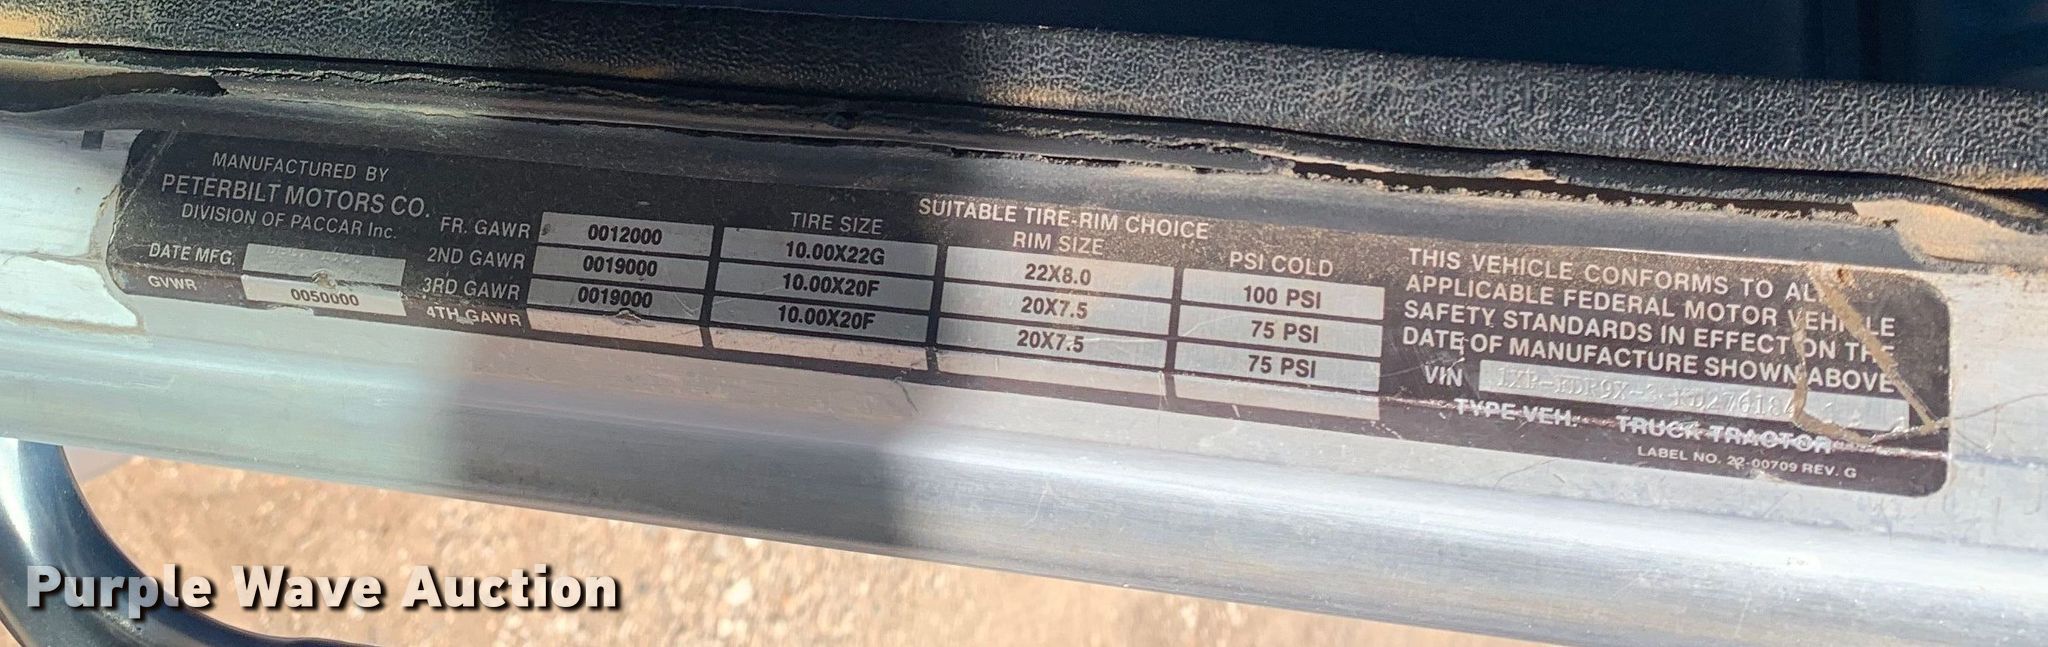 MANUFACTURED BY
PETERBILT MOTORS CO.
DIVISION OF PACCAR Inc.
DATE MFG.
GVWR 0050000
SUITABLE TIRE-RIM CHOICE
TIRE SIZE RIM SIZE PSI COLD
FR. GAWR 0012000 10.00X22G 22X8.0 100 PSI
2ND GAWR 0019000 10.00X20F 20X7.5 75 PSI
3RD GAWR 0019000 10.00X20F 20X7.5 75 PSI
4TH GAWR
THIS VEHICLE CONFORMS TO ALL
APPLICABLE FEDERAL MOTOR VEHICLE
SAFETY STANDARDS IN EFFECT ON THE
DATE OF MANUFACTURE SHOWN ABOVE
VIN
TYPE VEH. TRUCK TRACTOR
LABEL NO. 22-00709 REV. G
Purple Wave Auction